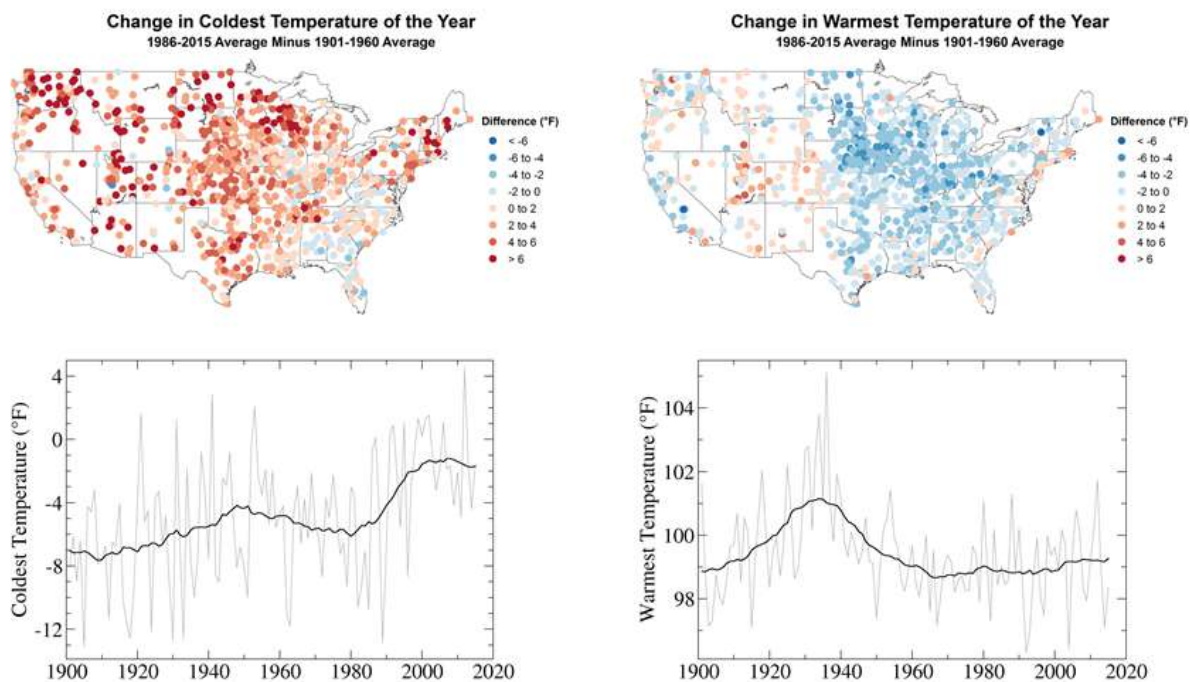 Change in Coldest Temperature of the Year
1986-2015 Average Minus 1901-1960 Average
Difference (°F)
< -6
-6 to -4
-4 to -2
-2 to 0
0 to 2
2 to 4
4 to 6
> 6
Change in Warmest Temperature of the Year
1986-2015 Average Minus 1901-1960 Average
Difference (°F)
< -6
-6 to -4
-4 to -2
-2 to 0
0 to 2
2 to 4
4 to 6
> 6
Coldest Temperature (°F)
4
0
-4
-8
-12
1900 1920 1940 1960 1980 2000 2020
Warmest Temperature (°F)
104
102
100
98
1900 1920 1940 1960 1980 2000 2020